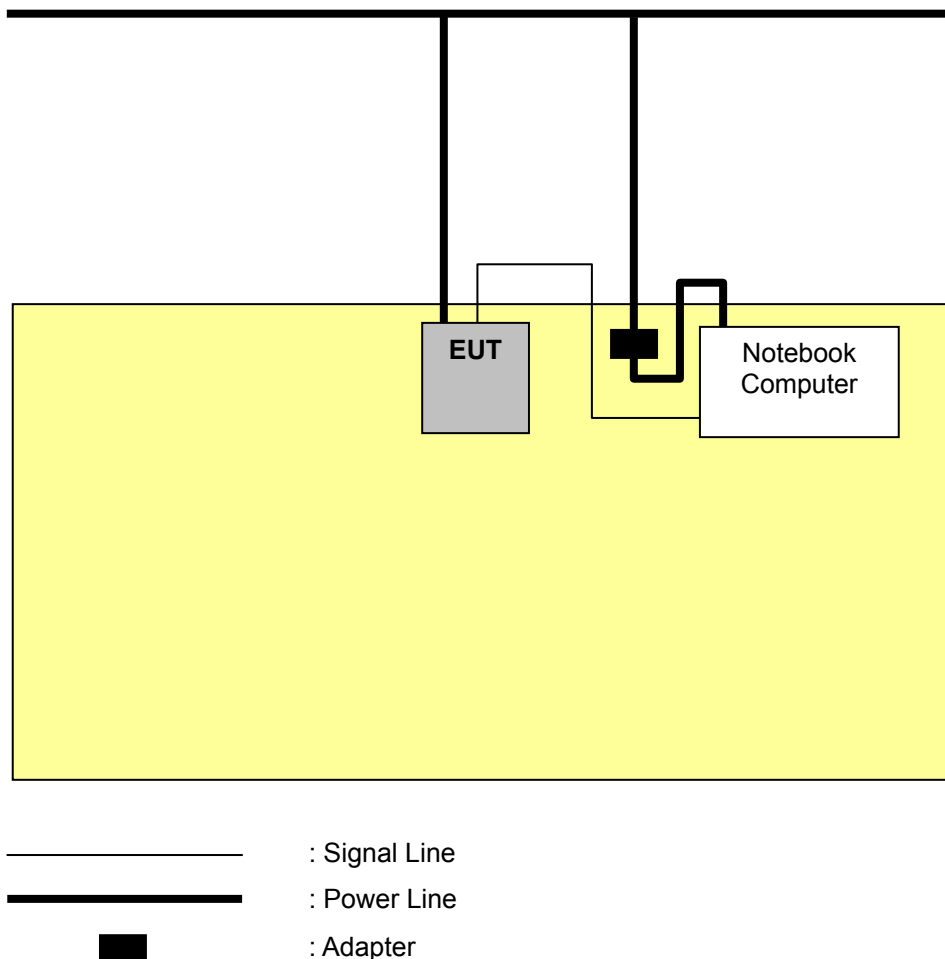 EUT
Notebook
Computer
: Signal Line
: Power Line
: Adapter